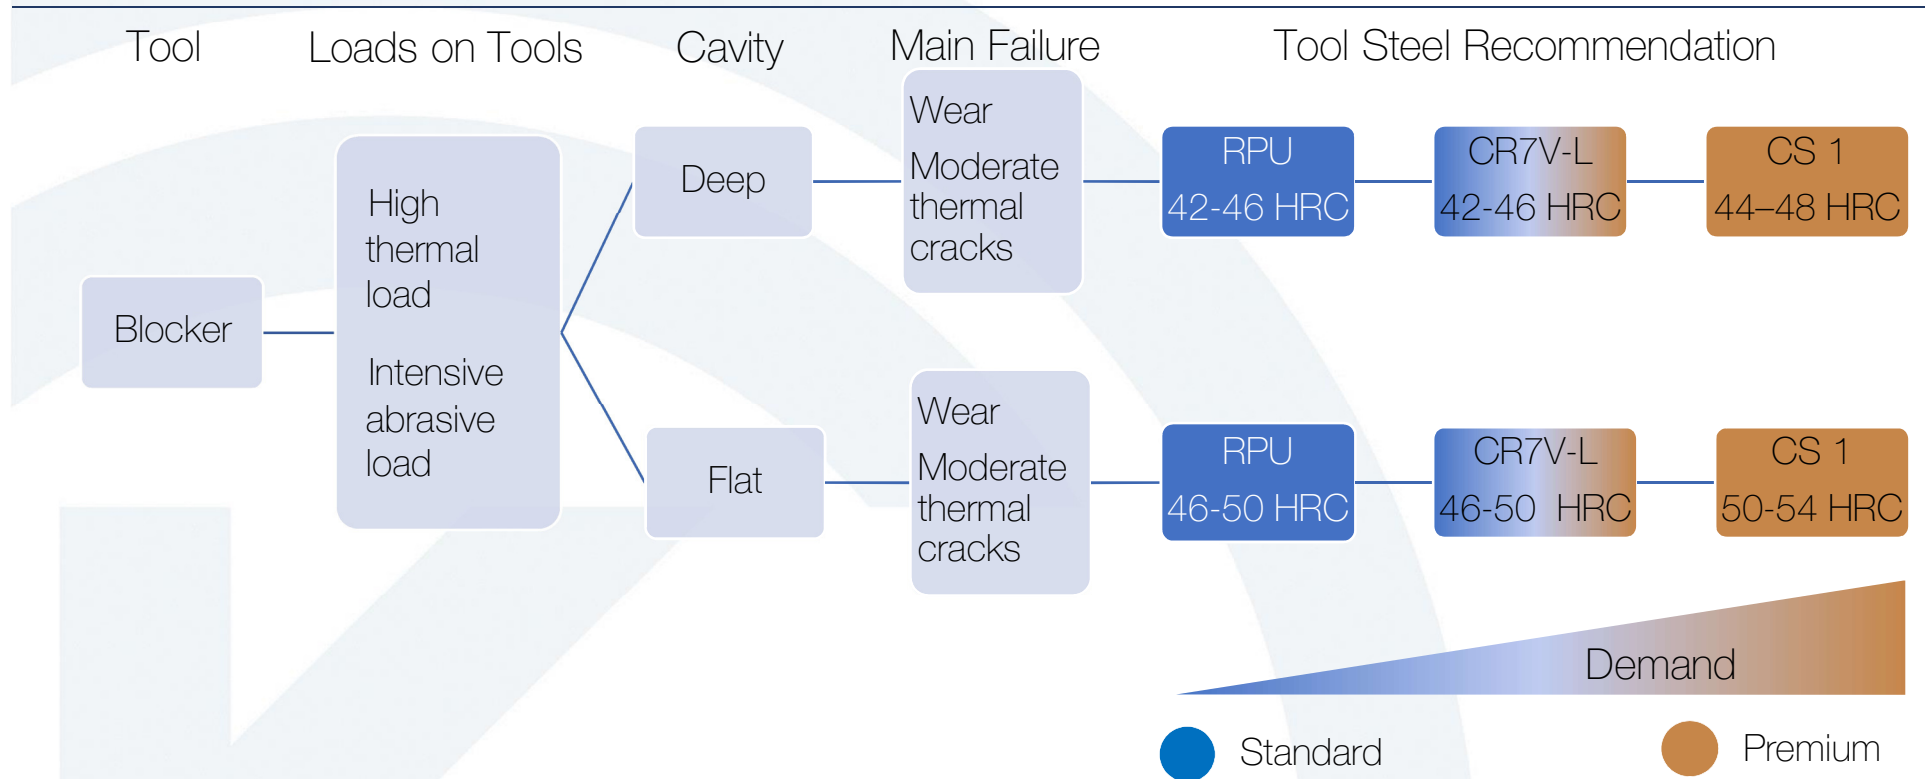 Tool
Loads on Tools
Cavity
Main Failure
Tool Steel Recommendation
Blocker
High
thermal
load
Intensive
abrasive
load
Deep
Wear
Moderate
thermal
cracks
RPU
42-46 HRC
CR7V-L
42-46 HRC
CS 1
44–48 HRC
Flat
Wear
Moderate
thermal
cracks
RPU
46-50 HRC
CR7V-L
46-50 HRC
CS 1
50-54 HRC
Demand
Standard
Premium